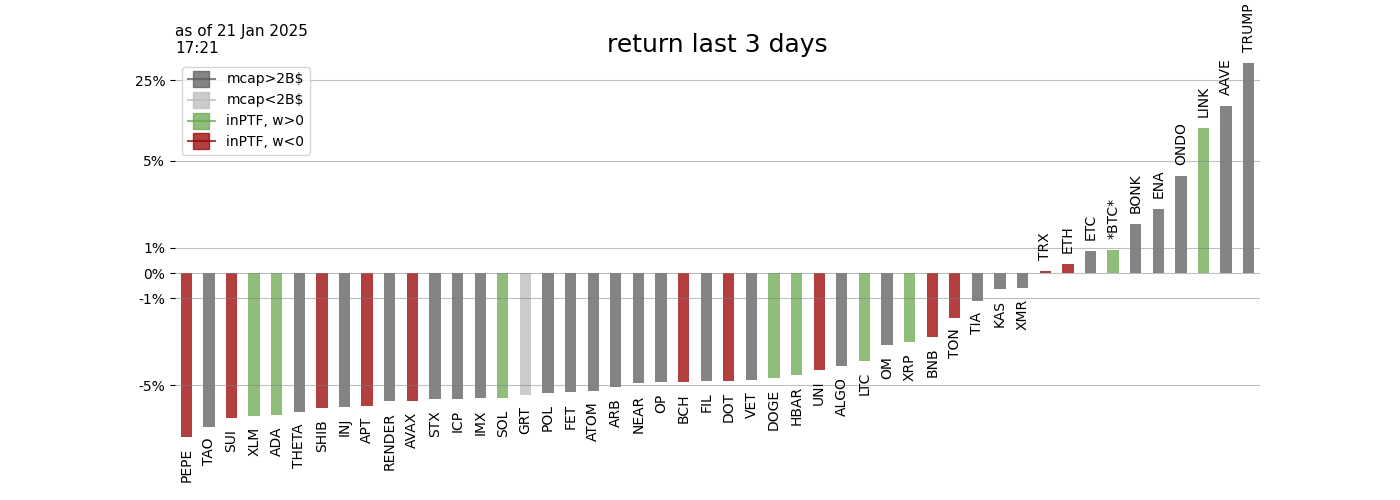 as of 21 Jan 2025
17:21
return last 3 days
mcap>2B$
mcap<2B$
inPTF, w>0
inPTF, w<0
25%
5%
1%
0%
-1%
-5%
PEPE
TAO
SUI
XLM
ADA
THETA
SHIB
INJ
APT
RENDER
AVAX
STX
ICP
IMX
SOL
GRT
POL
FET
ATOM
ARB
NEAR
OP
BCH
FIL
DOT
VET
DOGE
HBAR
UNI
ALGO
LTC
OM
XRP
BNB
TON
TIA
KAS
XMR
TRX
ETH
ETC
*BTC*
BONK
ENA
ONDO
LINK
AAVE
TRUMP